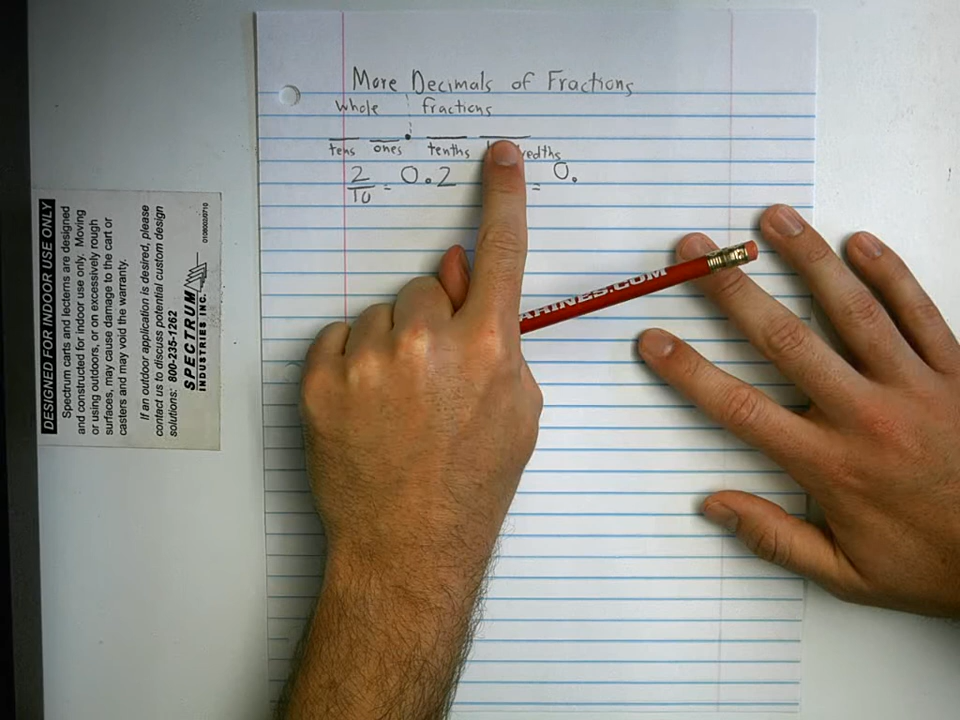 More Decimals of Fractions
whole fractions
tens ones . tenths
2/10 = 0.2 = 0.
DESIGNED FOR INDOOR USE ONLY
Spectrum carts and lecterns are designed
and constructed for indoor use only. Moving
or using outdoors, or on excessively rough
surfaces, may cause damage to the cart or
casters and may void the warranty.
If an outdoor application is desired, please
contact us to discuss potential custom design
solutions: 800-235-1262
SPECTRUM
INDUSTRIES INC.